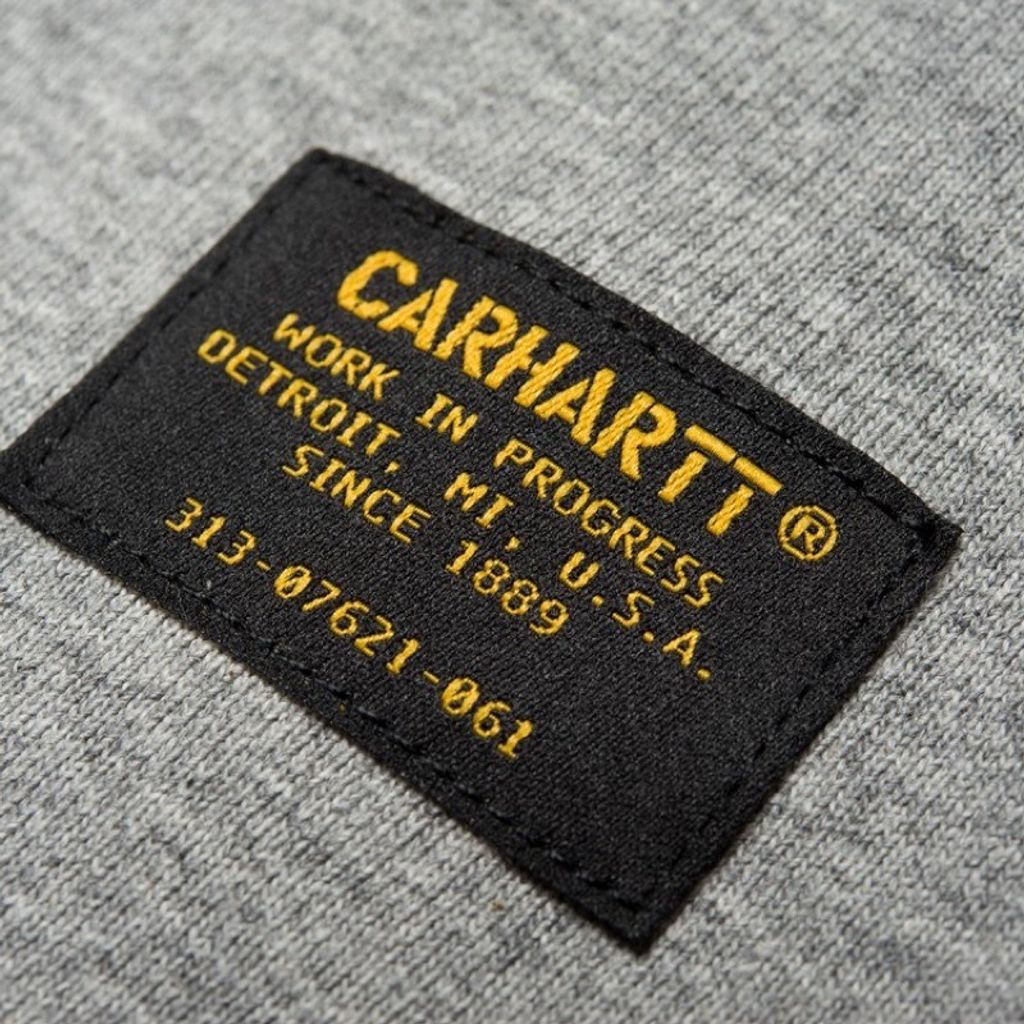 CARHARTT®
WORK IN PROGRESS
DETROIT, MI, U.S.A.
SINCE 1889
313-07621-061